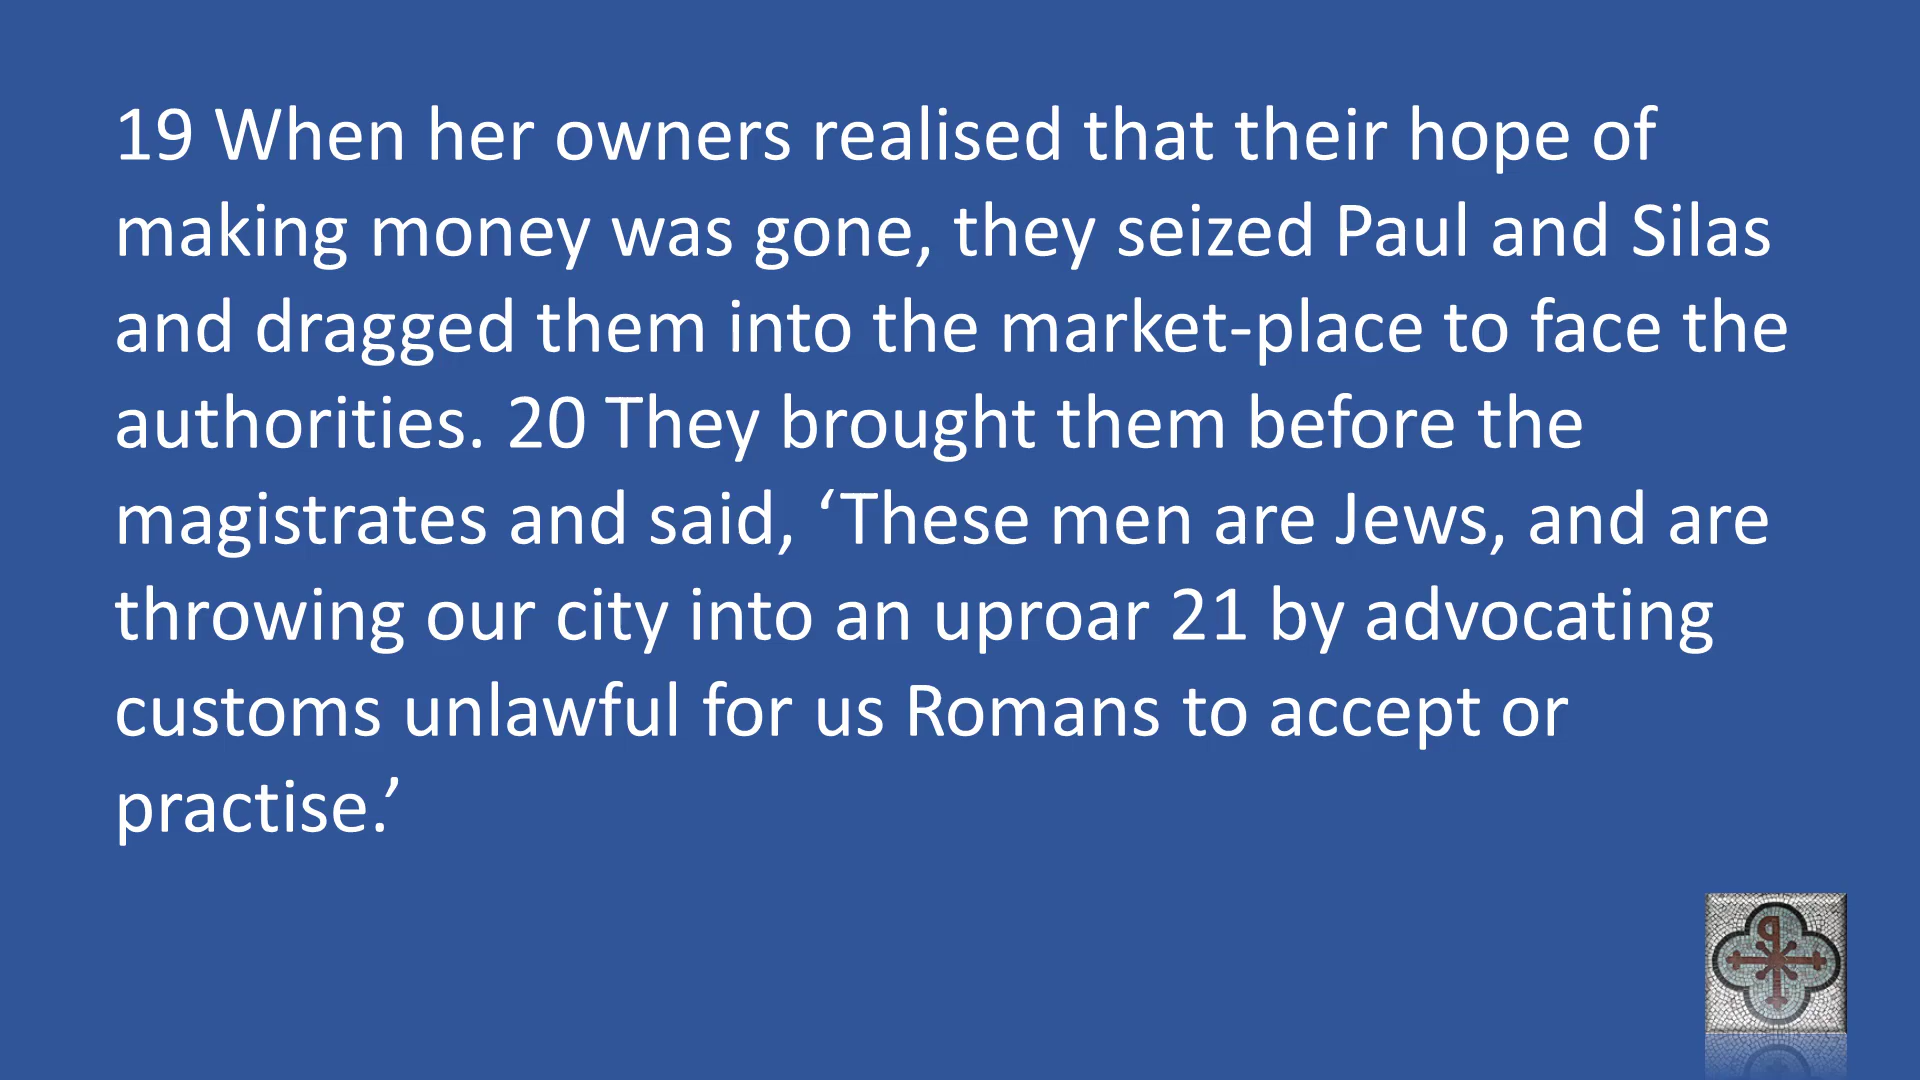 19 When her owners realised that their hope of
making money was gone, they seized Paul and Silas
and dragged them into the market-place to face the
authorities. 20 They brought them before the
magistrates and said, ‘These men are Jews, and are
throwing our city into an uproar 21 by advocating
customs unlawful for us Romans to accept or
practise.’